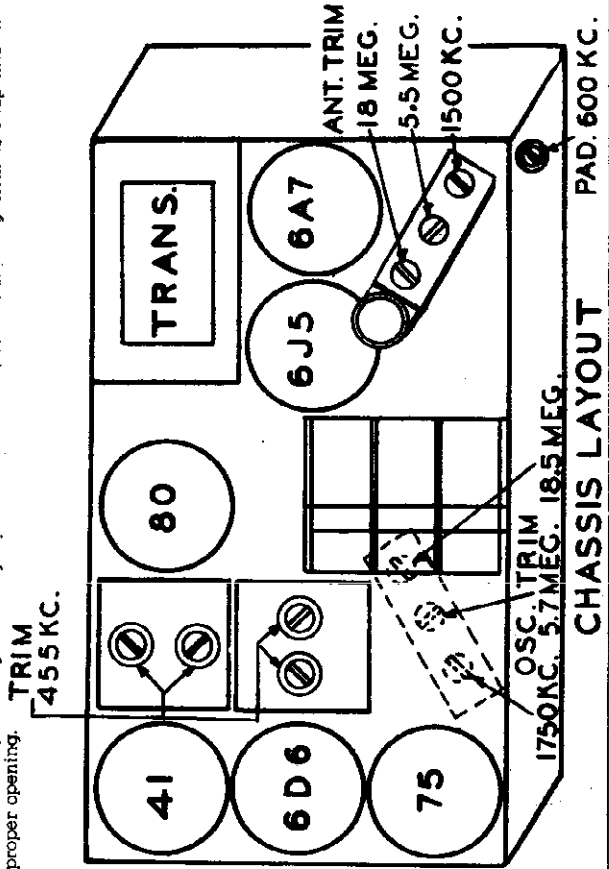 proper opening.
TRIM
455 KC.
TRANS.
80
41
6D6
75
6J5
6A7
ANT. TRIM
18 MEG.
5.5 MEG.
1500 KC.
OSC. TRIM
1750 KC. 5.7 MEG. 18.5 MEG.
PAD. 600 KC.
CHASSIS LAYOUT